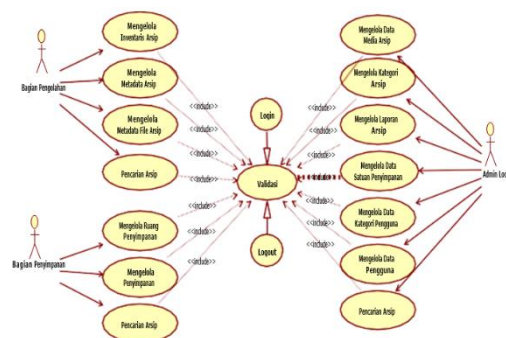 Mengelola
Inventaris Arsip
Mengelola
Metadata Arsip
Mengelola
Metadata File Arsip
Pencarian Arsip
Bagian Pengolahan
Mengelola Ruang
Penyimpanan
Mengelola
Penyimpanan
Pencarian Arsip
Bagian Penyimpanan
<<include>>
<<include>>
<<include>>
<<include>>
<<include>>
<<include>>
<<include>>
Login
Validasi
Logout
<<include>>
<<include>>
<<include>>
<<include>>
<<include>>
<<include>>
Mengelola Data
Media Arsip
Mengelola Kategori
Arsip
Mengelola Laporan
Arsip
Mengelola Data
Satuan Penyimpanan
Mengelola Data
Kategori Pengguna
Mengelola Data
Pengguna
Pencarian Arsip